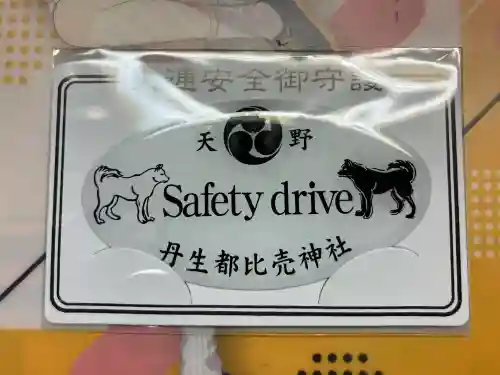 通安全御守護
天野
Safety drive
丹生都比売神社